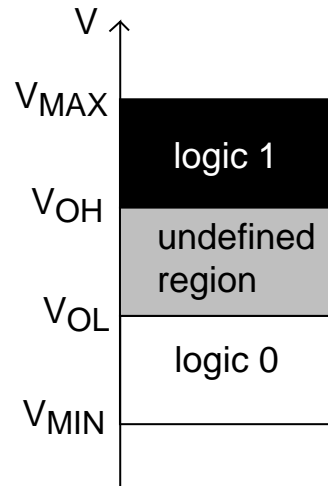 V
VMAX
logic 1
VOH
undefined
region
VOL
logic 0
VMIN